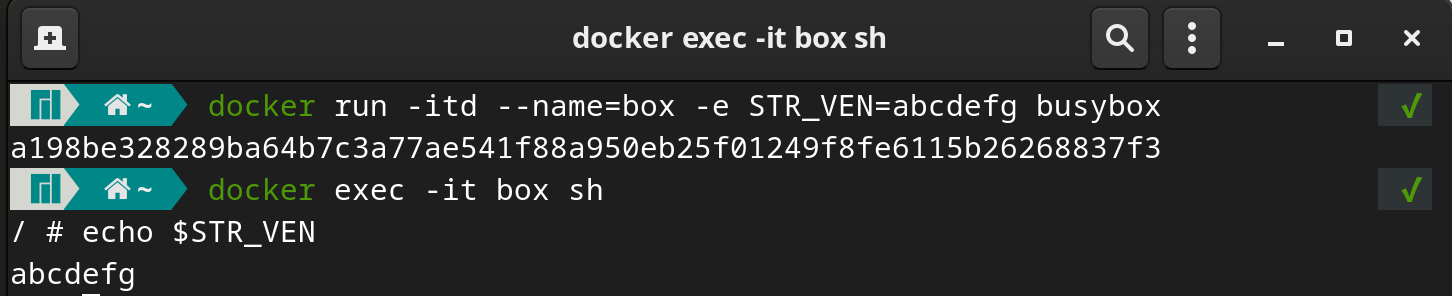 docker exec -it box sh
~ docker run -itd --name=box -e STR_VEN=abcdefg busybox ✓
a198be328289ba64b7c3a77ae541f88a950eb25f01249f8fe6115b26268837f3
~ docker exec -it box sh ✓
/ # echo $STR_VEN
abcdefg